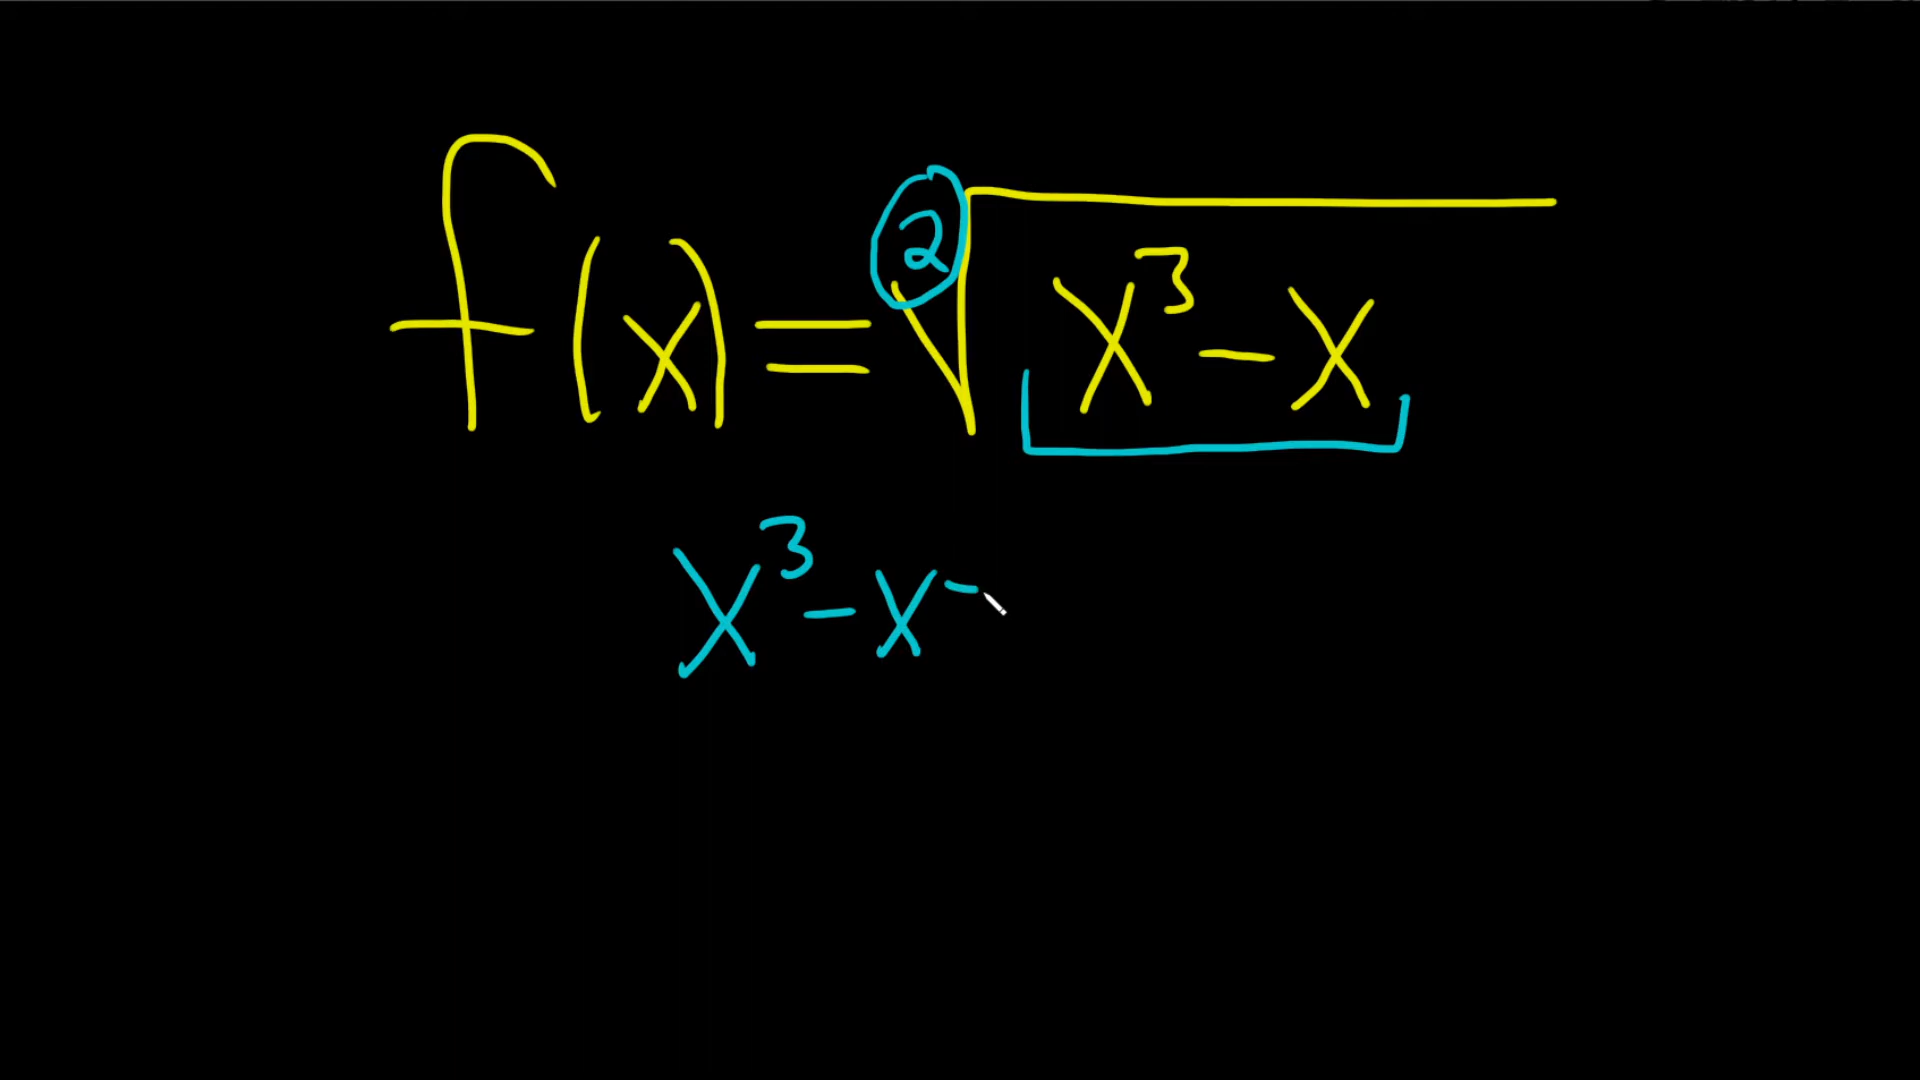 f(x) = ²√(x³ - x)
x³ - x -